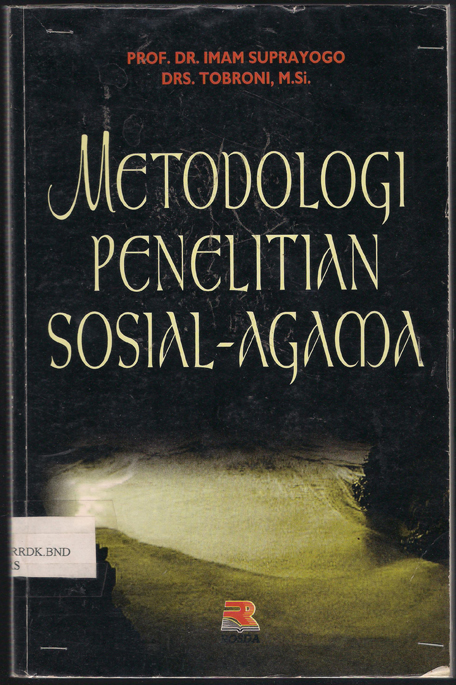 PROF. DR. IMAM SUPRAYOGO
DRS. TOBRONI, M.Si.
METODOLOGI
PENELITIAN
SOSIAL-AGAMA
RRDK.BND
S